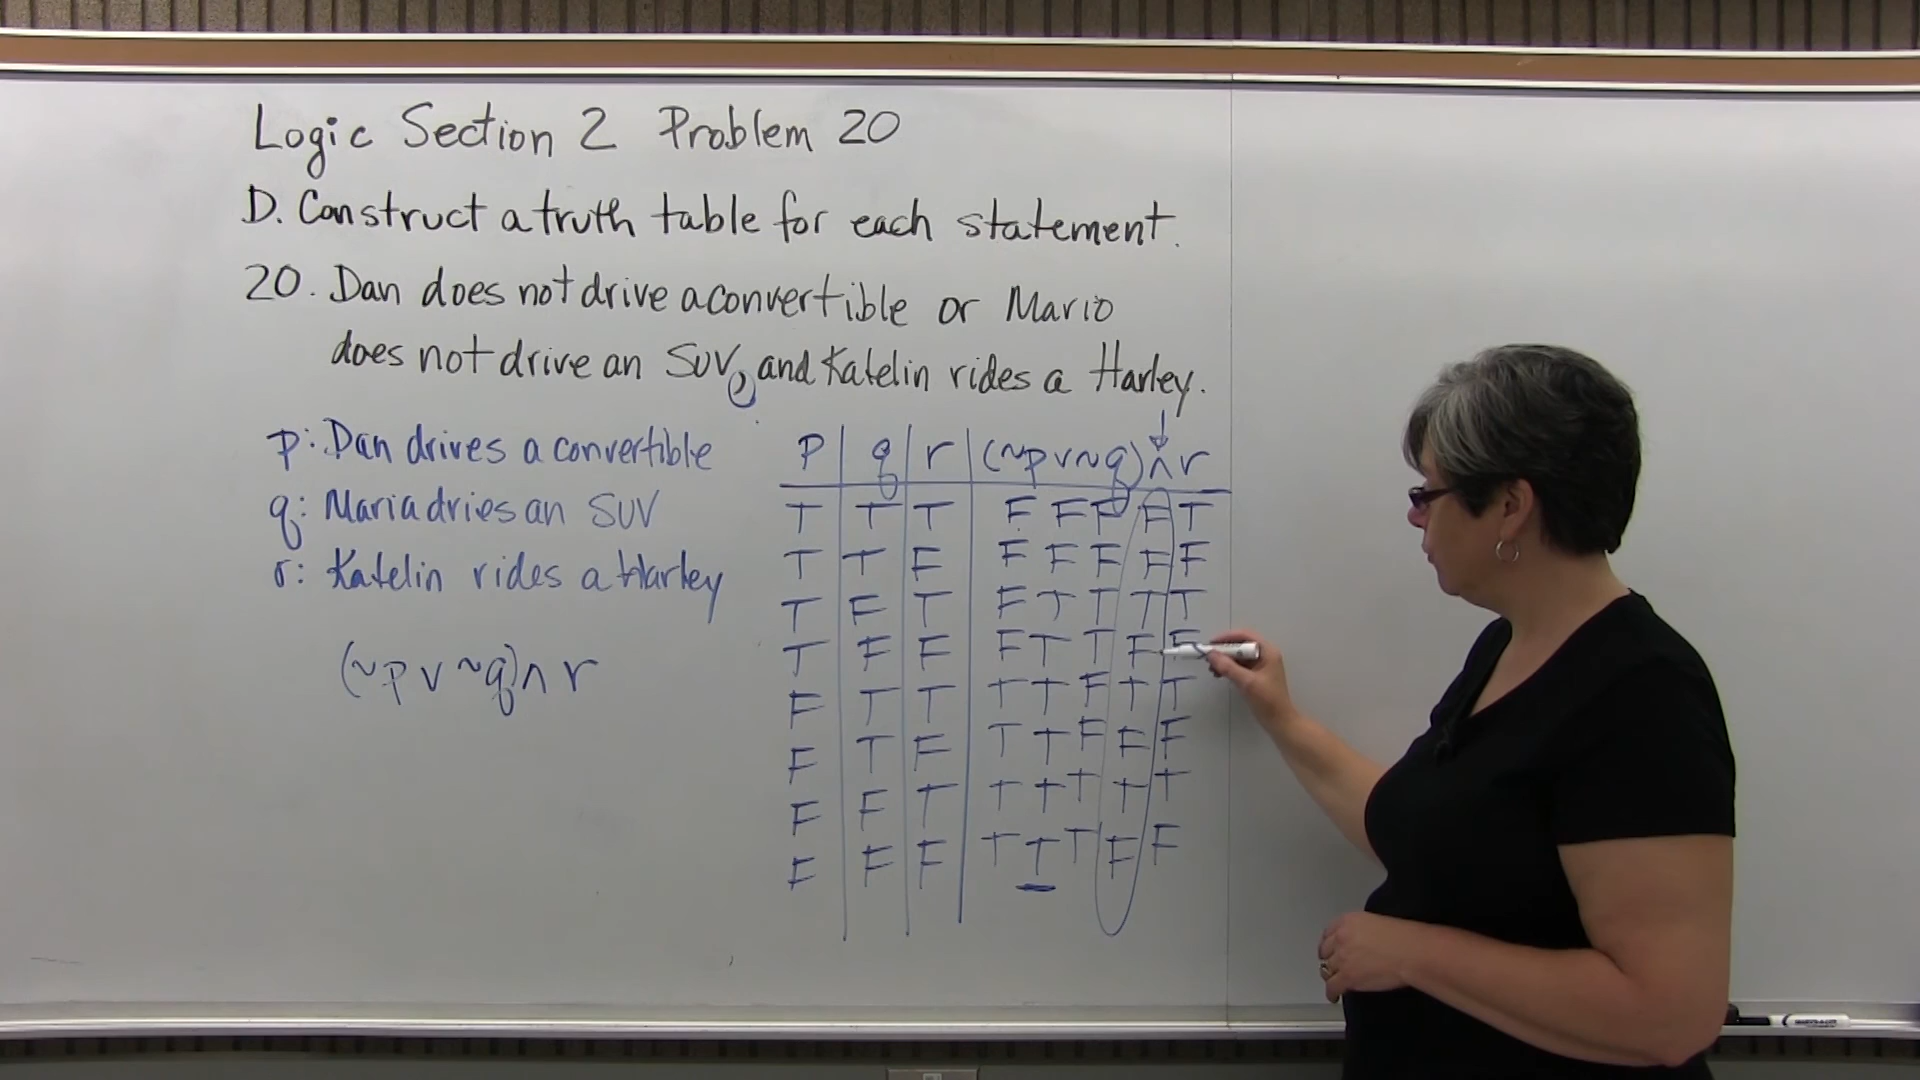 Logic Section 2 Problem 20
D. Construct a truth table for each statement.
20. Dan does not drive a convertible or Mario
does not drive an SUV, and Katelin rides a Harley.
p: Dan drives a convertible
q: Maria dries an SUV
r: Katelin rides a Harley
(~p v ~q) ∧ r
p q r (~p v ~q) ∧ r
T T T F F F F T
T T F F F F F F
T F T F T T T T
T F F F T T F F
F T T T T F T T
F T F T T F F F
F F T T T T T T
F F F T T T F F